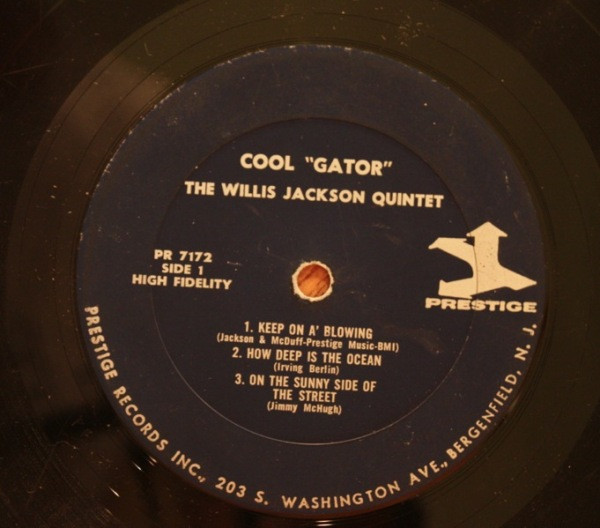 COOL "GATOR"
THE WILLIS JACKSON QUINTET
PR 7172
SIDE 1
HIGH FIDELITY
PRESTIGE
1. KEEP ON A' BLOWING
(Jackson & McDuff-Prestige Music-BMI)
2. HOW DEEP IS THE OCEAN
(Irving Berlin)
3. ON THE SUNNY SIDE OF
THE STREET
(Jimmy McHugh)
PRESTIGE RECORDS INC., 203 S. WASHINGTON AVE., BERGENFIELD, N. J.